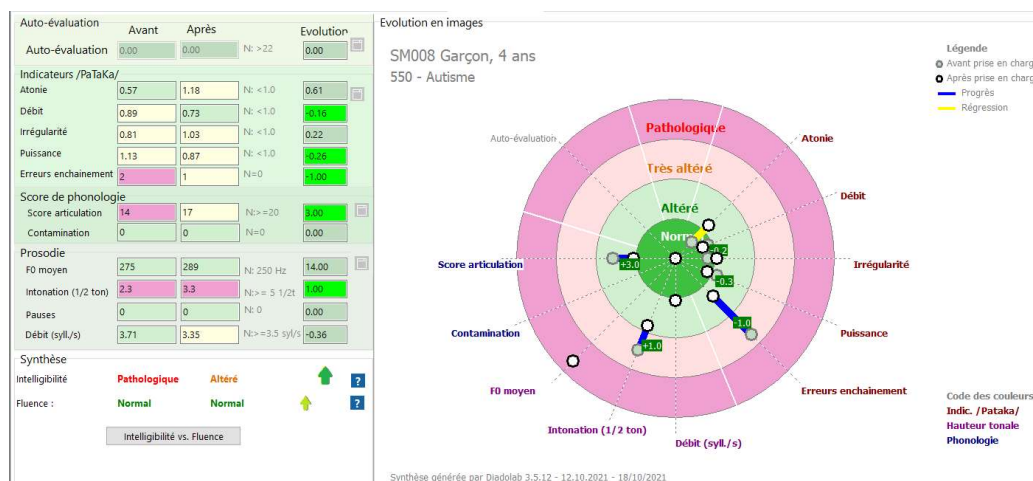 Auto-évaluation
Avant Après Evolution
Auto-évaluation 0.00 0.00 N: >22 0.00
Indicateurs /PaTaKa/
Atonie 0.57 1.18 N: <1.0 0.61
Débit 0.89 0.73 N: <1.0 -0.16
Irrégularité 0.81 1.03 N: <1.0 0.22
Puissance 1.13 0.87 N: <1.0 -0.26
Erreurs enchainement 2 1 N=0 -1.00
Score de phonologie
Score articulation 14 17 N:>=20 3.00
Contamination 0 0 N=0 0.00
Prosodie
F0 moyen 275 289 N: 250 Hz 14.00
Intonation (1/2 ton) 2.3 3.3 N:>= 5 1/2t 1.00
Pauses 0 0 N: 0 0.00
Débit (syll./s) 3.71 3.35 N:>=3.5 syl/s -0.36
Synthèse
Intelligibilité Pathologique Altéré ?
Fluence : Normal Normal ?
Intelligibilité vs. Fluence
Evolution en images
SM008 Garçon, 4 ans
550 - Autisme
Légende
Avant prise en charg
Après prise en charg
Progrès
Régression
Pathologique
Auto-évaluation
Atonie
Très altéré
Débit
Altéré
Norm
-0.2
Score articulation
+3.0
Irrégularité
-0.3
Contamination
-1.0
Puissance
+1.0
F0 moyen
Erreurs enchainement
Intonation (1/2 ton)
Débit (syll./s)
Code des couleurs
Indic. /Pataka/
Hauteur tonale
Phonologie
Synthèse générée par Diadolab 3.5.12 - 12.10.2021 - 18/10/2021